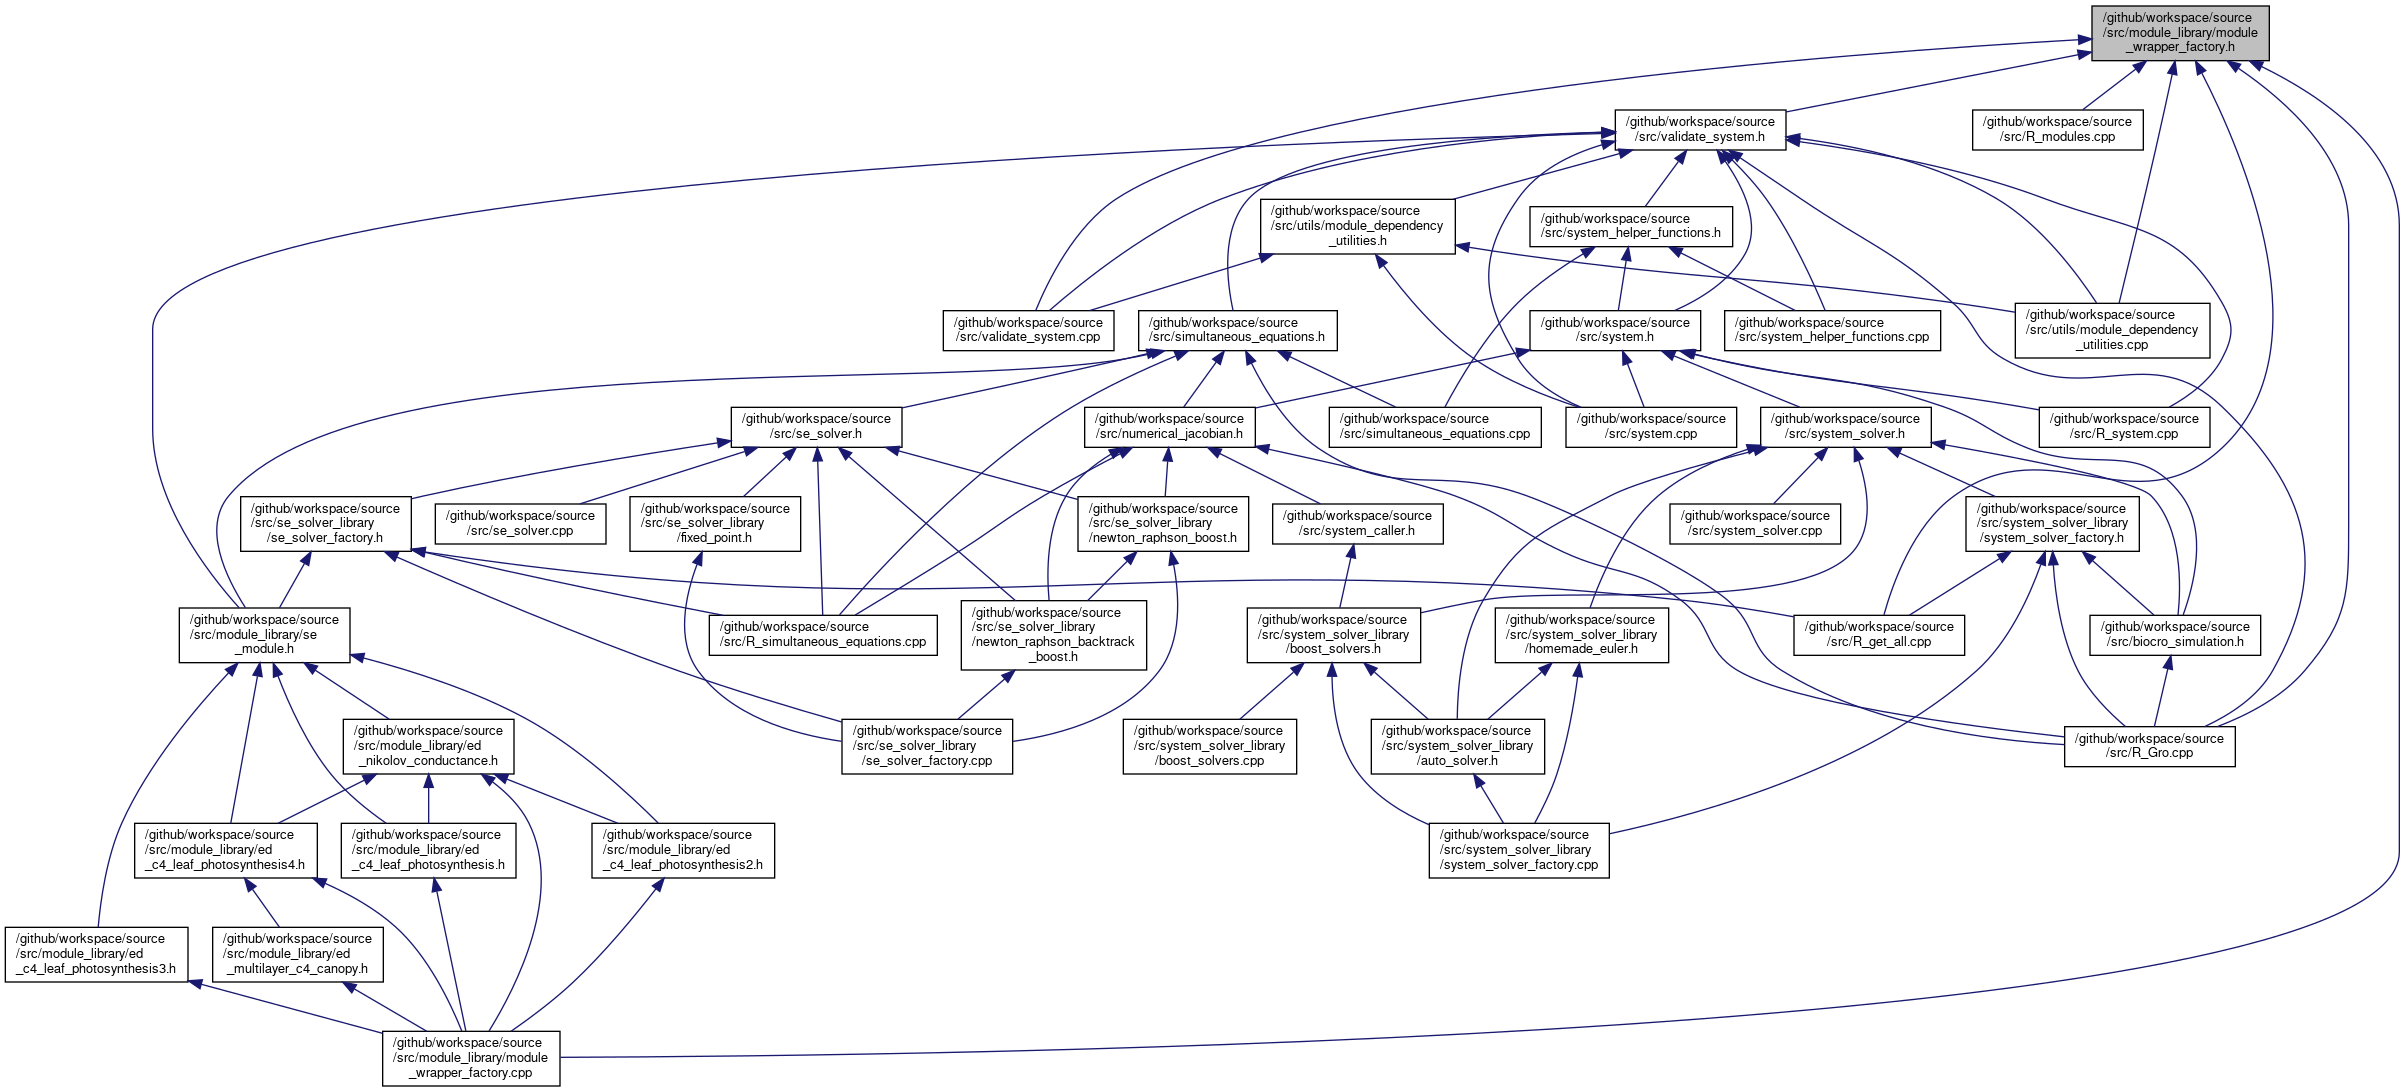 /github/workspace/source
/src/module_library/module
_wrapper_factory.h
/github/workspace/source
/src/validate_system.h
/github/workspace/source
/src/R_modules.cpp
/github/workspace/source
/src/utils/module_dependency
_utilities.h
/github/workspace/source
/src/system_helper_functions.h
/github/workspace/source
/src/validate_system.cpp
/github/workspace/source
/src/simultaneous_equations.h
/github/workspace/source
/src/system.h
/github/workspace/source
/src/system_helper_functions.cpp
/github/workspace/source
/src/utils/module_dependency
_utilities.cpp
/github/workspace/source
/src/se_solver.h
/github/workspace/source
/src/numerical_jacobian.h
/github/workspace/source
/src/simultaneous_equations.cpp
/github/workspace/source
/src/system.cpp
/github/workspace/source
/src/system_solver.h
/github/workspace/source
/src/R_system.cpp
/github/workspace/source
/src/se_solver_library
/se_solver_factory.h
/github/workspace/source
/src/se_solver.cpp
/github/workspace/source
/src/se_solver_library
/fixed_point.h
/github/workspace/source
/src/se_solver_library
/newton_raphson_boost.h
/github/workspace/source
/src/system_caller.h
/github/workspace/source
/src/system_solver.cpp
/github/workspace/source
/src/system_solver_library
/system_solver_factory.h
/github/workspace/source
/src/module_library/se
_module.h
/github/workspace/source
/src/R_simultaneous_equations.cpp
/github/workspace/source
/src/se_solver_library
/newton_raphson_backtrack
_boost.h
/github/workspace/source
/src/system_solver_library
/boost_solvers.h
/github/workspace/source
/src/system_solver_library
/homemade_euler.h
/github/workspace/source
/src/R_get_all.cpp
/github/workspace/source
/src/biocro_simulation.h
/github/workspace/source
/src/module_library/ed
_nikolov_conductance.h
/github/workspace/source
/src/se_solver_library
/se_solver_factory.cpp
/github/workspace/source
/src/system_solver_library
/boost_solvers.cpp
/github/workspace/source
/src/system_solver_library
/auto_solver.h
/github/workspace/source
/src/R_Gro.cpp
/github/workspace/source
/src/module_library/ed
_c4_leaf_photosynthesis4.h
/github/workspace/source
/src/module_library/ed
_c4_leaf_photosynthesis.h
/github/workspace/source
/src/module_library/ed
_c4_leaf_photosynthesis2.h
/github/workspace/source
/src/system_solver_library
/system_solver_factory.cpp
/github/workspace/source
/src/module_library/ed
_c4_leaf_photosynthesis3.h
/github/workspace/source
/src/module_library/ed
_multilayer_c4_canopy.h
/github/workspace/source
/src/module_library/module
_wrapper_factory.cpp